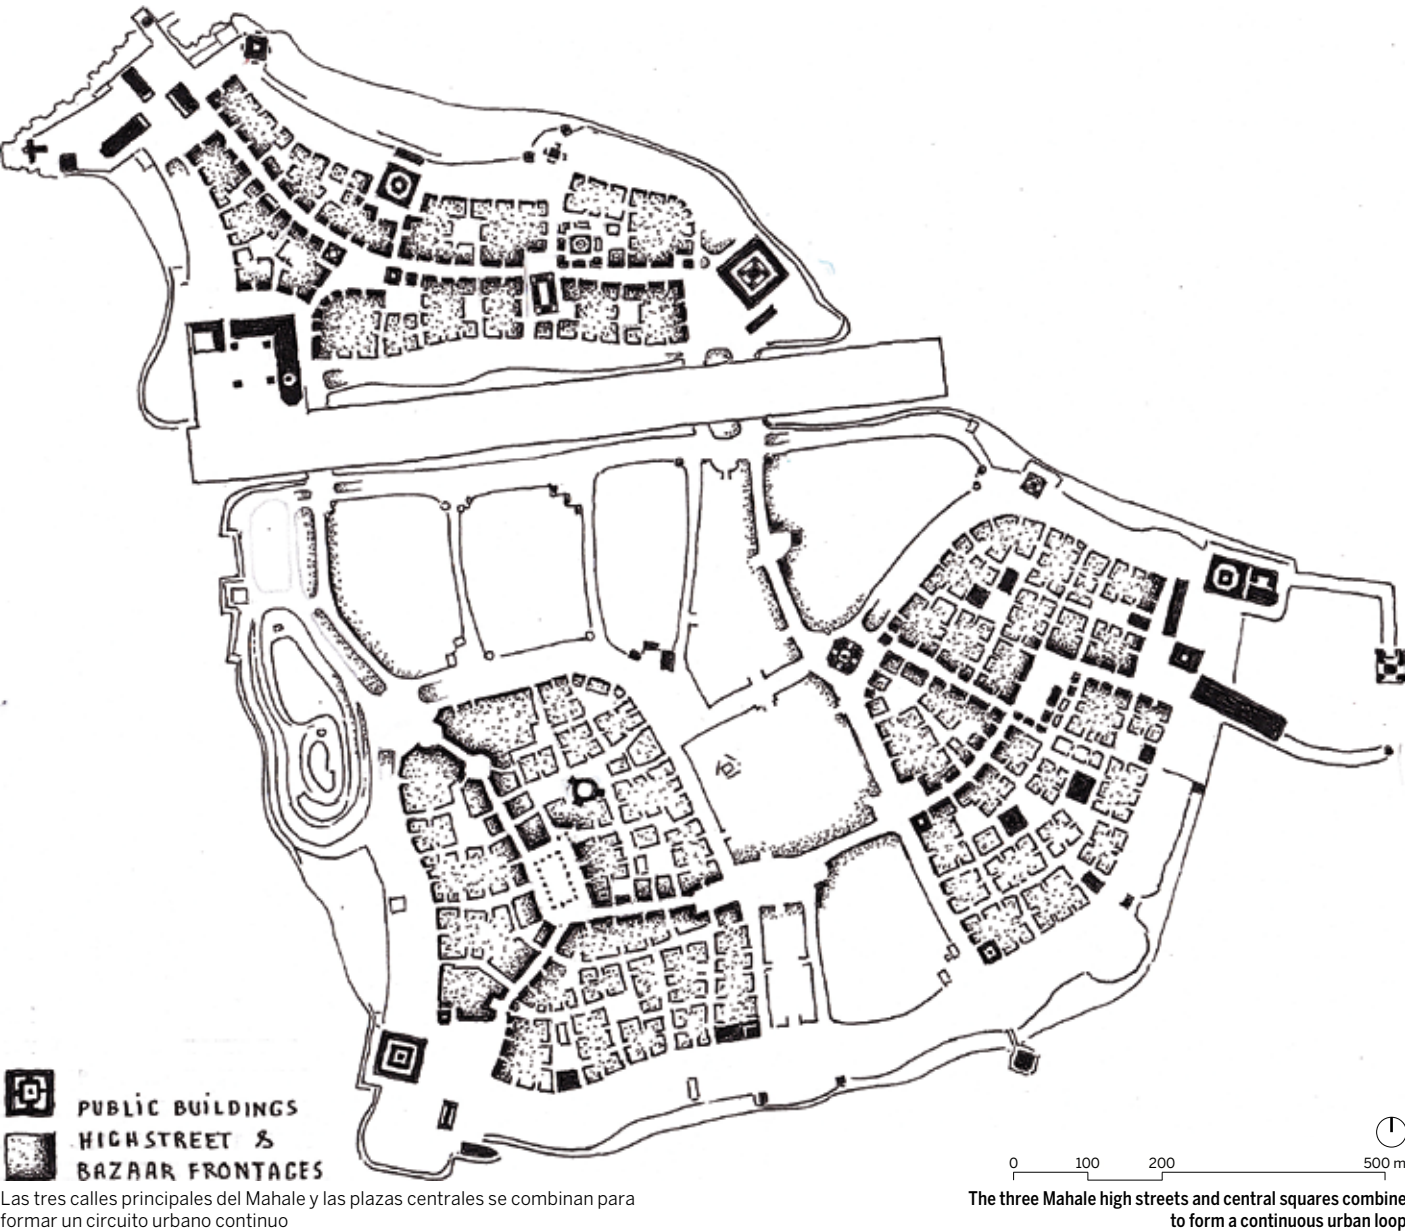 PUBLIC BUILDINGS
HIGHSTREET &
BAZAAR FRONTAGES
0 100 200 500 m
Las tres calles principales del Mahale y las plazas centrales se combinan para
formar un circuito urbano continuo
The three Mahale high streets and central squares combine
to form a continuous urban loop